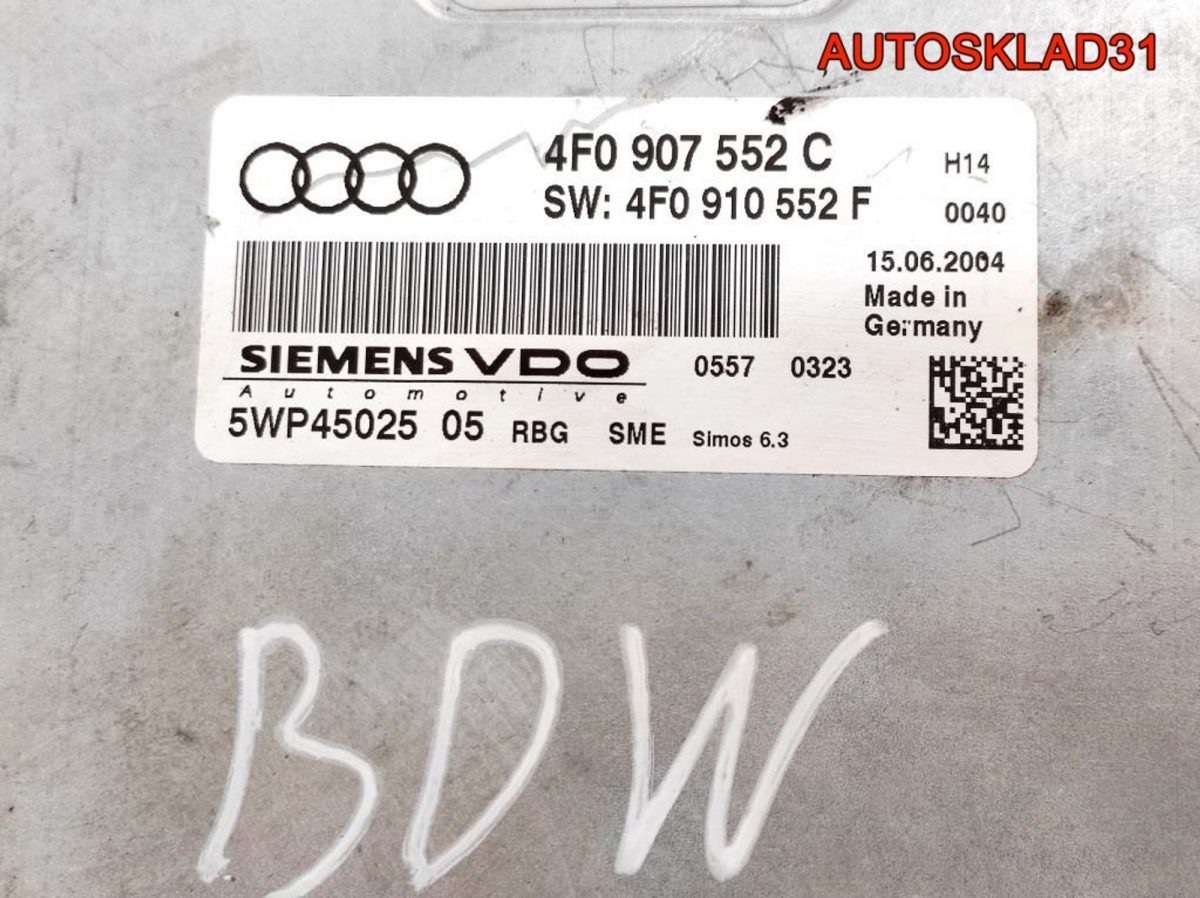 AUTOSKLAD31
4F0 907 552 C H14
SW: 4F0 910 552 F 0040
15.06.2004
Made in
Germany
SIEMENS VDO 0557 0323
Automotive
5WP45025 05 RBG SME Simos 6.3
BDW